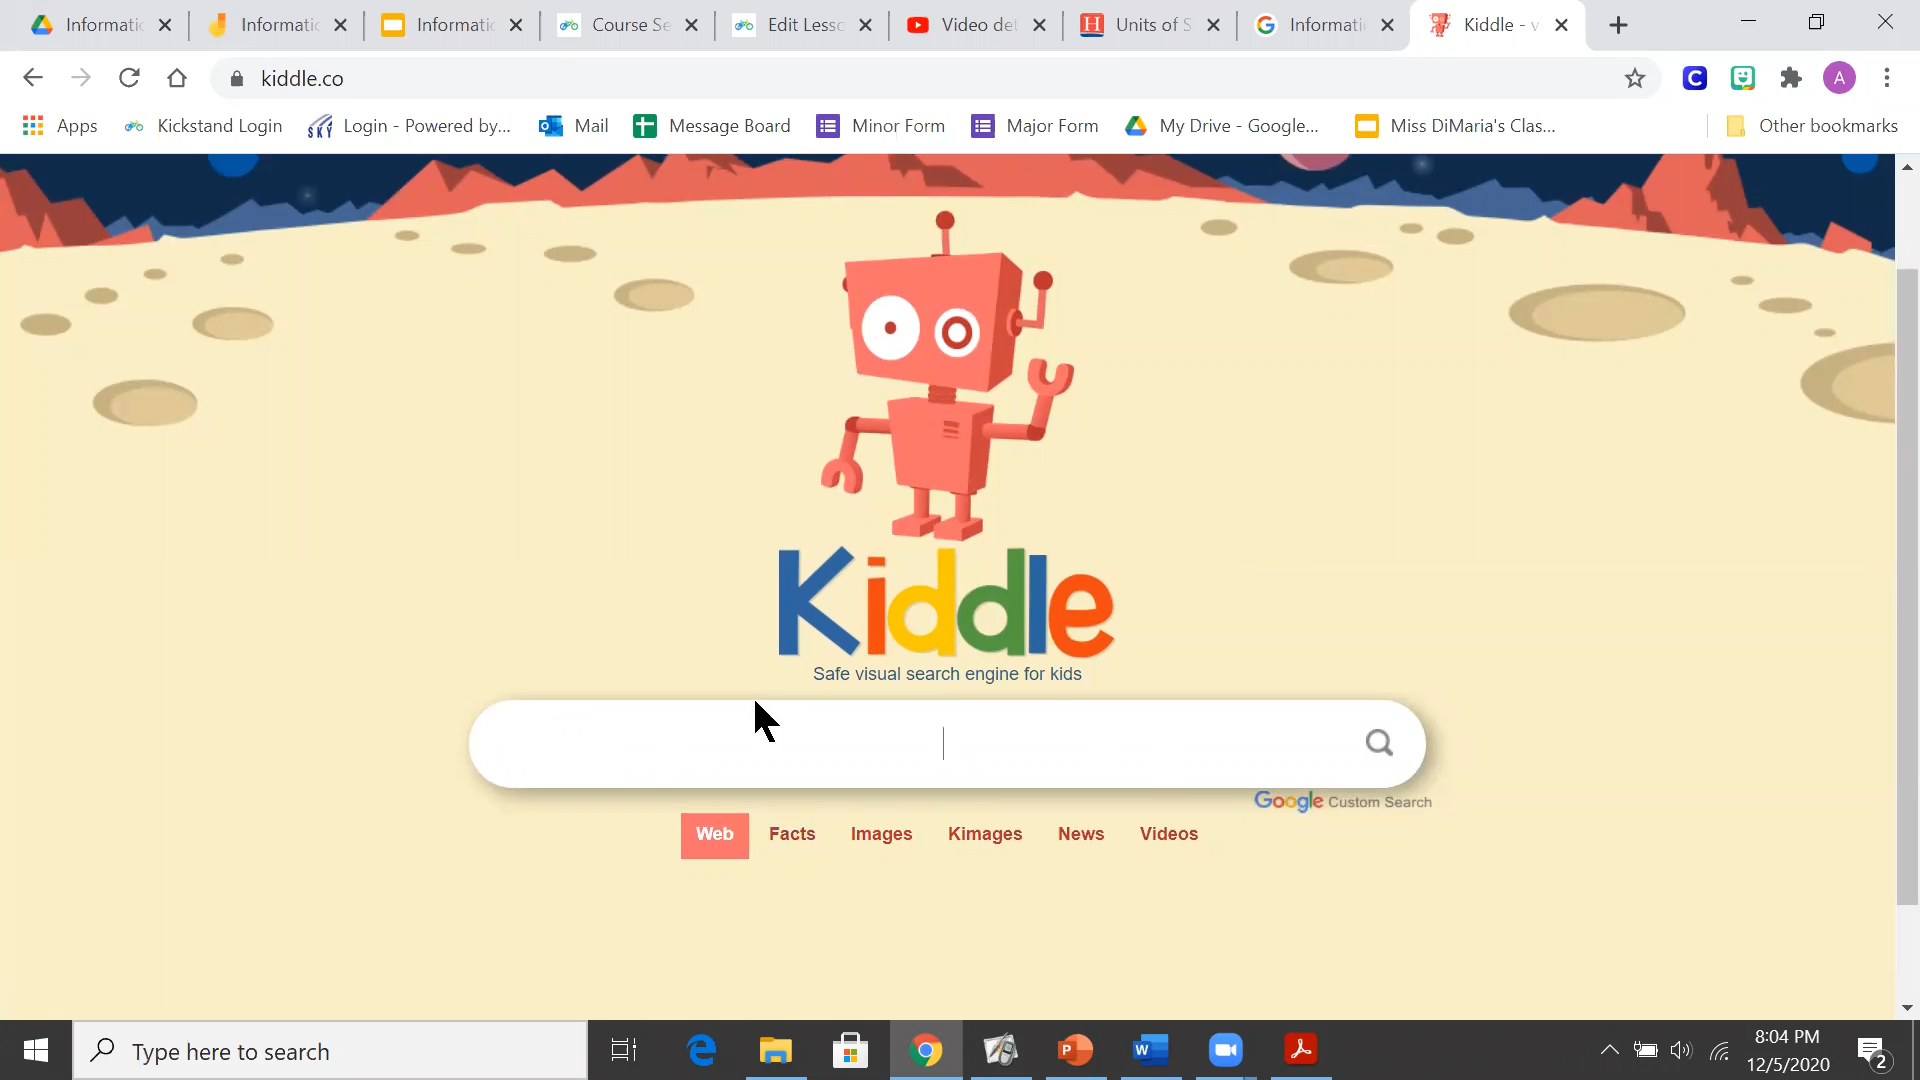 Informatic
Informatic
Informatic
Course Se
Edit Lesso
Video det
Units of S
Informatic
Kiddle - v
kiddle.co
C
A
Apps
Kickstand Login
SKY
Login - Powered by...
Mail
Message Board
Minor Form
Major Form
My Drive - Google...
Miss DiMaria's Clas...
Other bookmarks
Kiddle
Safe visual search engine for kids
Google Custom Search
Web Facts Images Kimages News Videos
Type here to search
8:04 PM
12/5/2020
2